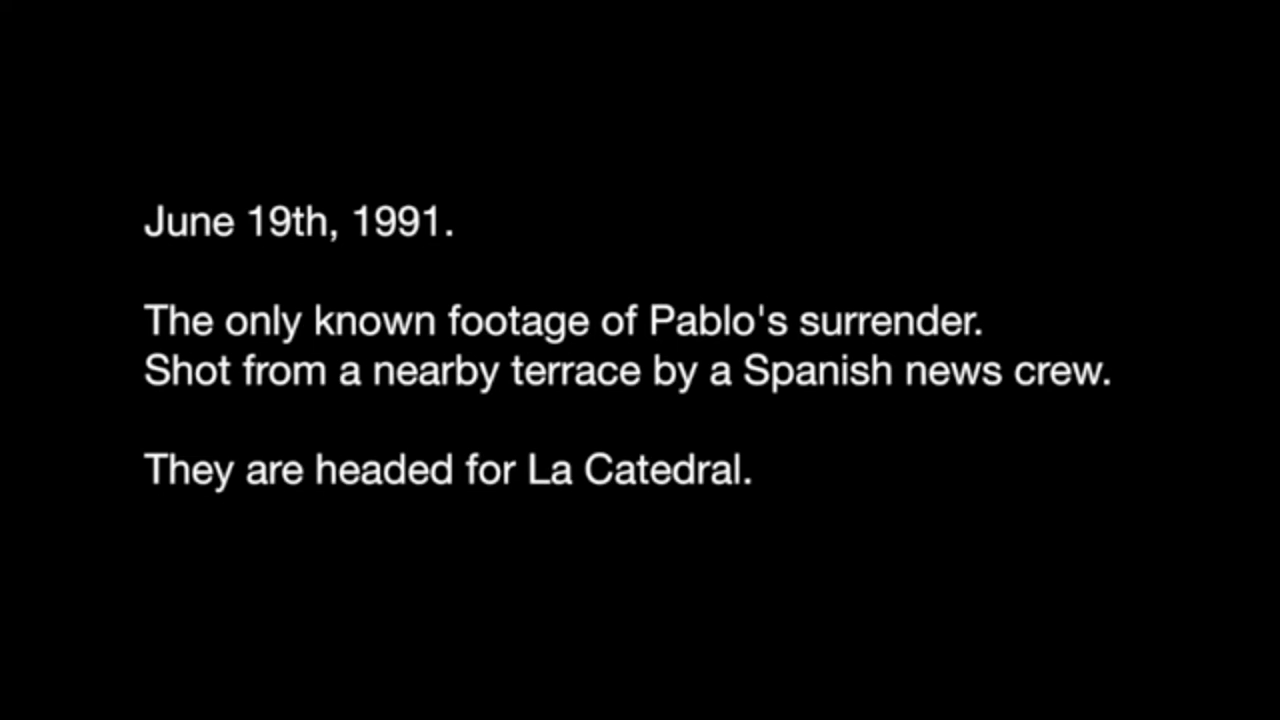 June 19th, 1991.
The only known footage of Pablo's surrender.
Shot from a nearby terrace by a Spanish news crew.
They are headed for La Catedral.